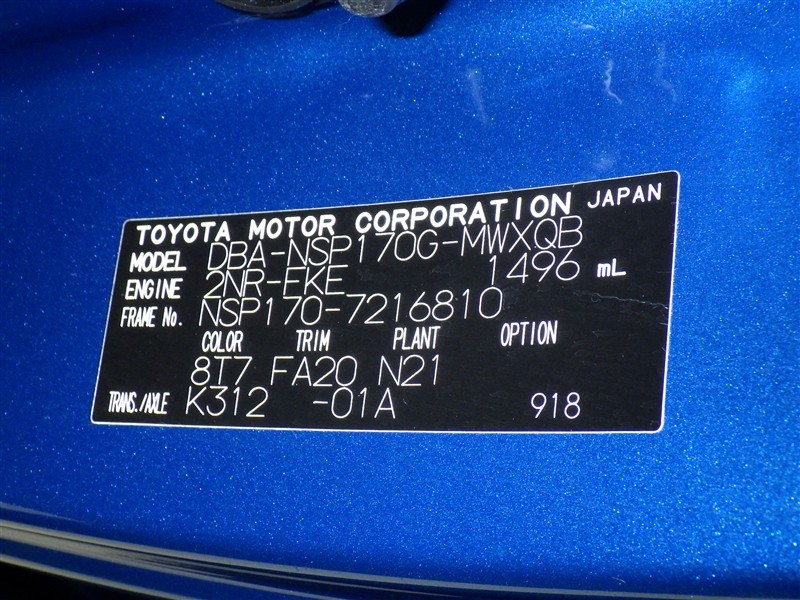 TOYOTA MOTOR CORPORATION JAPAN
MODEL DBA-NSP170G-MWXQB
ENGINE 2NR-FKE 1496 mL
FRAME No. NSP170-7216810
COLOR TRIM PLANT OPTION
8T7 FA20 N21
TRANS./AXLE K312 -01A 918